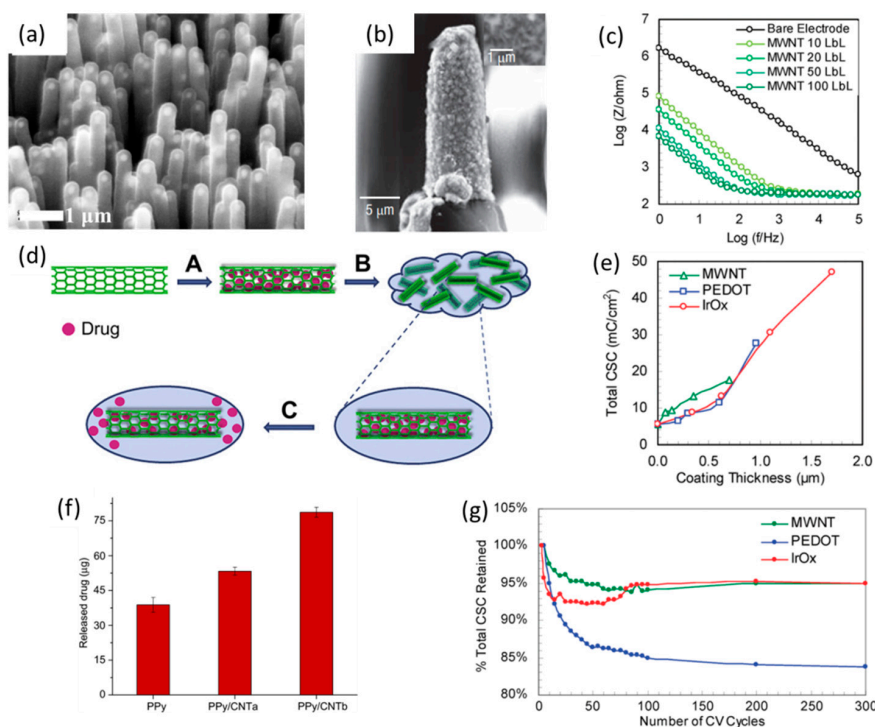 (a)
1 µm
(b)
1 µm
5 µm
(c)
Log (Z/ohm)
7
6
5
4
3
2
Bare Electrode
MWNT 10 LbL
MWNT 20 LbL
MWNT 50 LbL
MWNT 100 LbL
0 1 2 3 4 5
Log (f/Hz)
(d)
A
B
Drug
C
(e)
Total CSC (mC/cm²)
50
40
30
20
10
0
MWNT
PEDOT
IrOx
0.0 0.5 1.0 1.5 2.0
Coating Thickness (µm)
(f)
Released drug (µg)
75
60
45
30
15
0
PPy PPy/CNTa PPy/CNTb
(g)
% Total CSC Retained
105%
100%
95%
90%
85%
80%
MWNT
PEDOT
IrOx
0 50 100 150 200 250 300
Number of CV Cycles